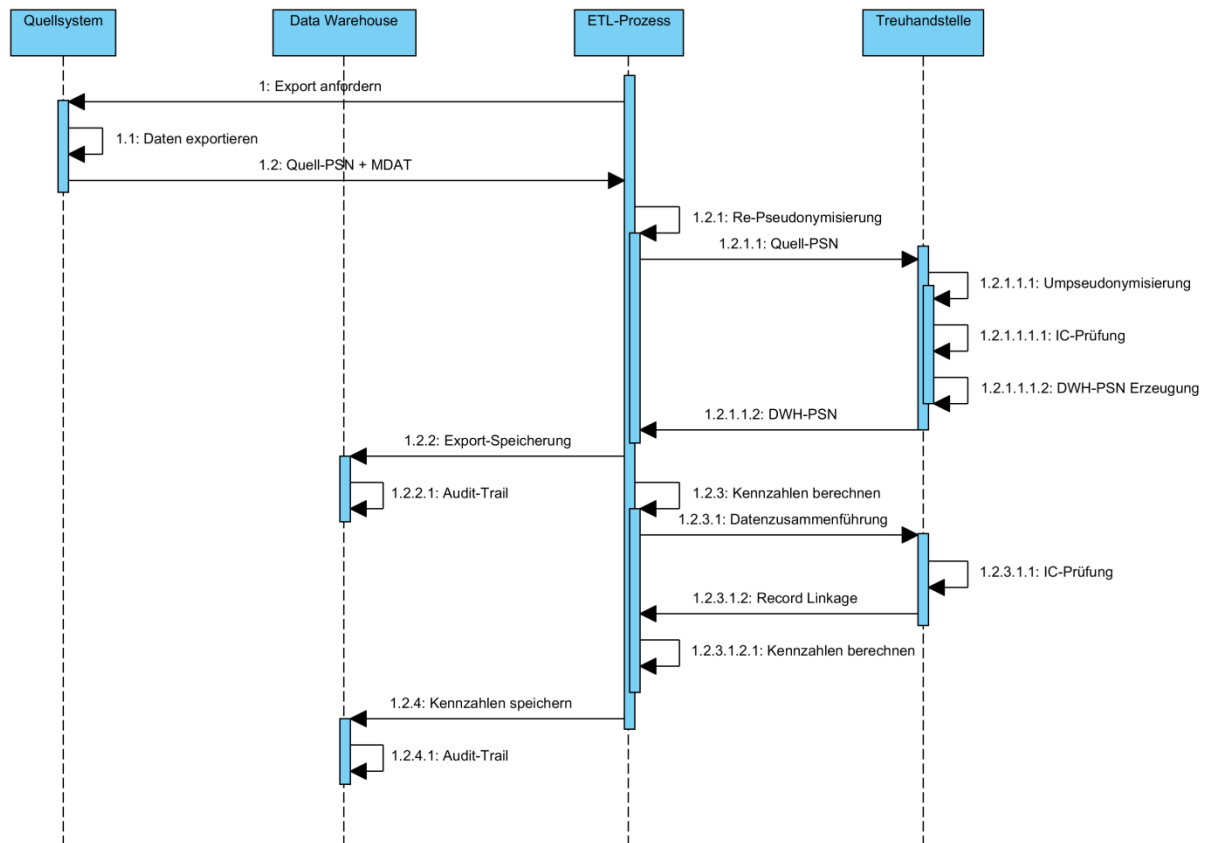 Quellsystem
Data Warehouse
ETL-Prozess
Treuhandstelle
1: Export anfordern
1.1: Daten exportieren
1.2: Quell-PSN + MDAT
1.2.1: Re-Pseudonymisierung
1.2.1.1: Quell-PSN
1.2.1.1.1: Umpseudonymisierung
1.2.1.1.1.1: IC-Prüfung
1.2.1.1.1.2: DWH-PSN Erzeugung
1.2.1.1.2: DWH-PSN
1.2.2: Export-Speicherung
1.2.2.1: Audit-Trail
1.2.3: Kennzahlen berechnen
1.2.3.1: Datenzusammenführung
1.2.3.1.1: IC-Prüfung
1.2.3.1.2: Record Linkage
1.2.3.1.2.1: Kennzahlen berechnen
1.2.4: Kennzahlen speichern
1.2.4.1: Audit-Trail